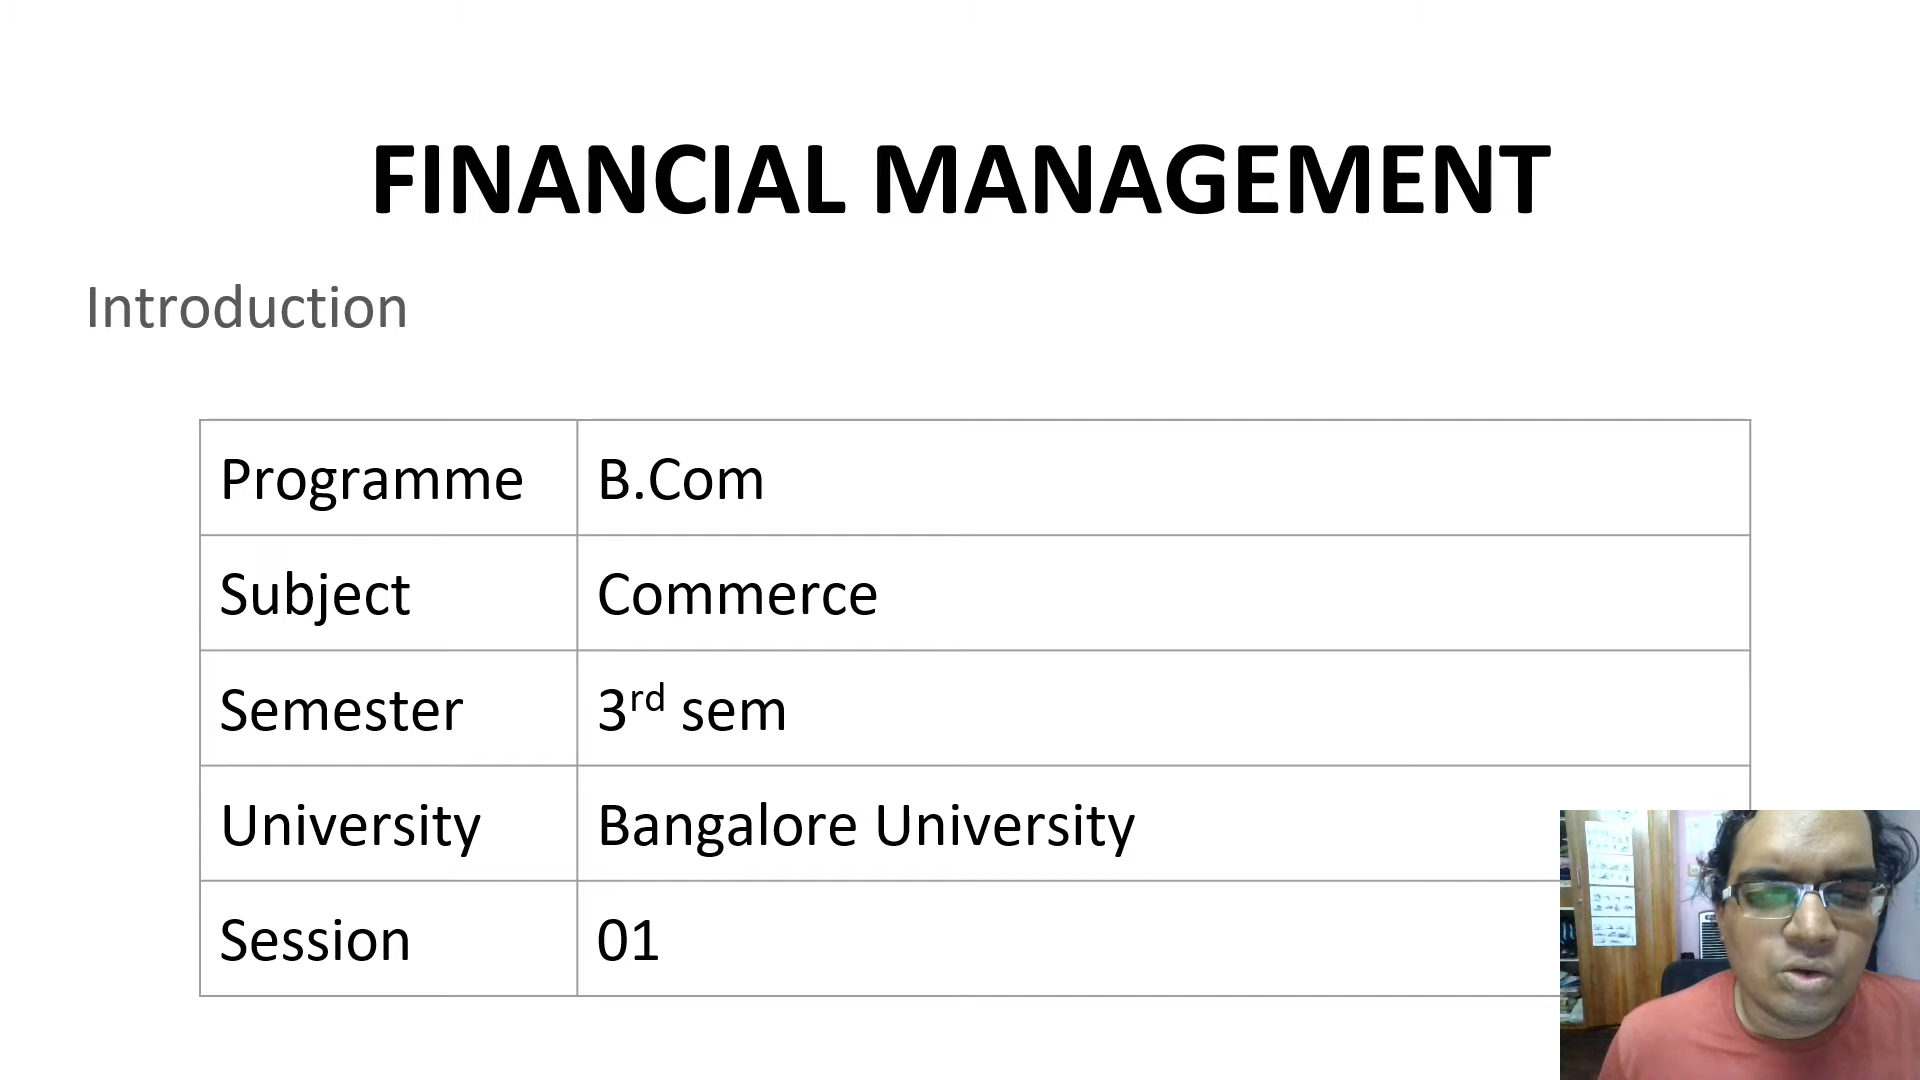 FINANCIAL MANAGEMENT
Introduction
Programme B.Com
Subject Commerce
Semester 3rd sem
University Bangalore University
Session 01